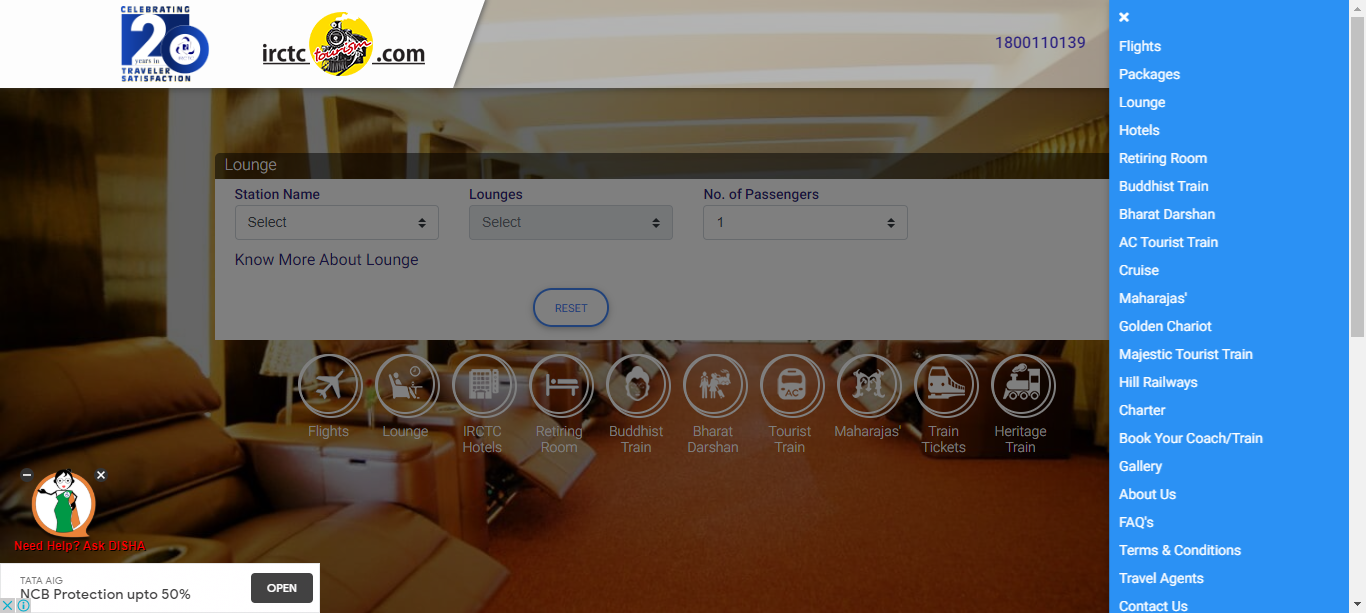 CELEBRATING
20
years in
TRAVELER
SATISFACTION
irctc tourism .com
1800110139
Lounge
Station Name
Lounges
No. of Passengers
Select
Select
1
Know More About Lounge
RESET
AC
Flights
Lounge
IRCTC
Hotels
Retiring
Room
Buddhist
Train
Bharat
Darshan
Tourist
Train
Maharajas'
Train
Tickets
Heritage
Train
Need Help? Ask DISHA
TATA AIG
NCB Protection upto 50%
OPEN
Flights
Packages
Lounge
Hotels
Retiring Room
Buddhist Train
Bharat Darshan
AC Tourist Train
Cruise
Maharajas'
Golden Chariot
Majestic Tourist Train
Hill Railways
Charter
Book Your Coach/Train
Gallery
About Us
FAQ's
Terms & Conditions
Travel Agents
Contact Us